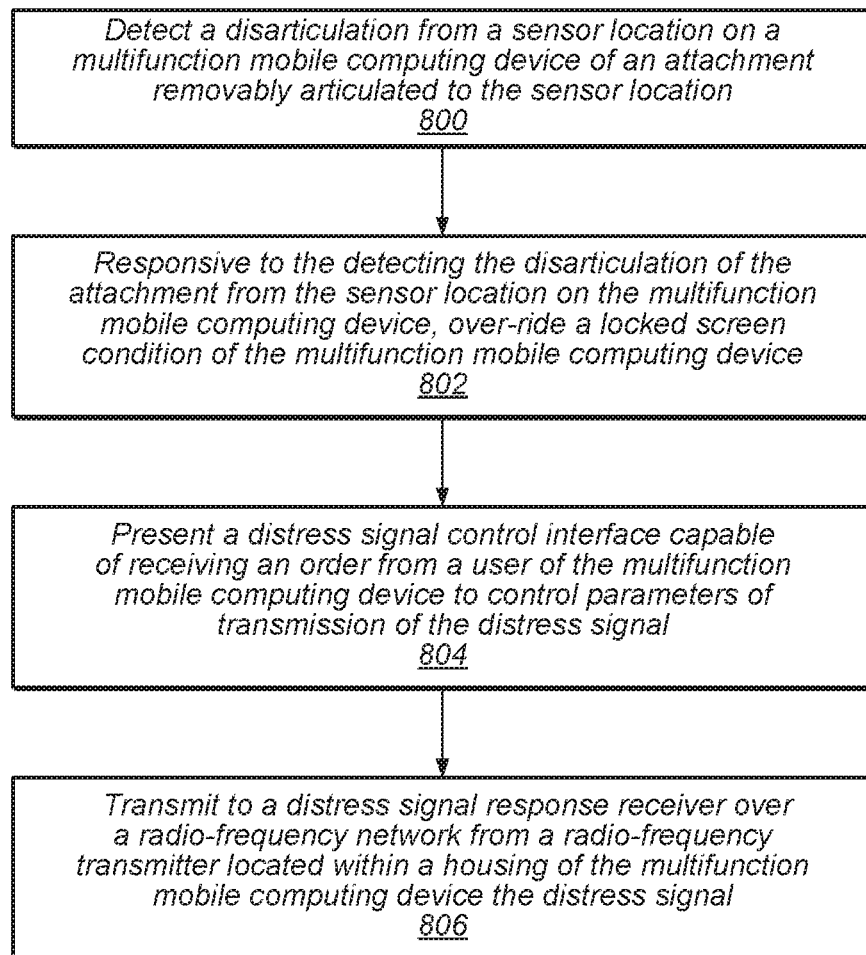 Detect a disarticulation from a sensor location on a
multifunction mobile computing device of an attachment
removably articulated to the sensor location
800
Responsive to the detecting the disarticulation of the
attachment from the sensor location on the multifunction
mobile computing device, over-ride a locked screen
condition of the multifunction mobile computing device
802
Present a distress signal control interface capable
of receiving an order from a user of the multifunction
mobile computing device to control parameters of
transmission of the distress signal
804
Transmit to a distress signal response receiver over
a radio-frequency network from a radio-frequency
transmitter located within a housing of the multifunction
mobile computing device the distress signal
806